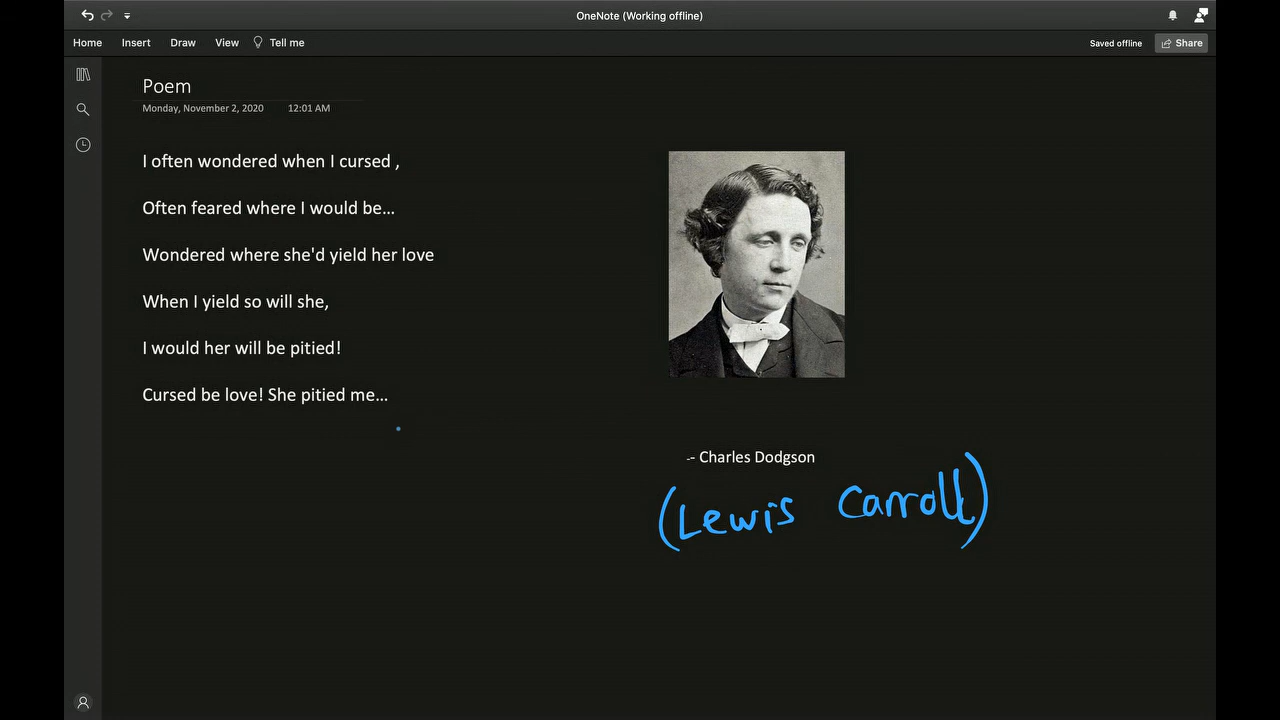 OneNote (Working offline)
Home Insert Draw View Tell me
Saved offline Share
Poem
Monday, November 2, 2020 12:01 AM
I often wondered when I cursed ,
Often feared where I would be...
Wondered where she'd yield her love
When I yield so will she,
I would her will be pitied!
Cursed be love! She pitied me...
-- Charles Dodgson
(Lewis Carroll)